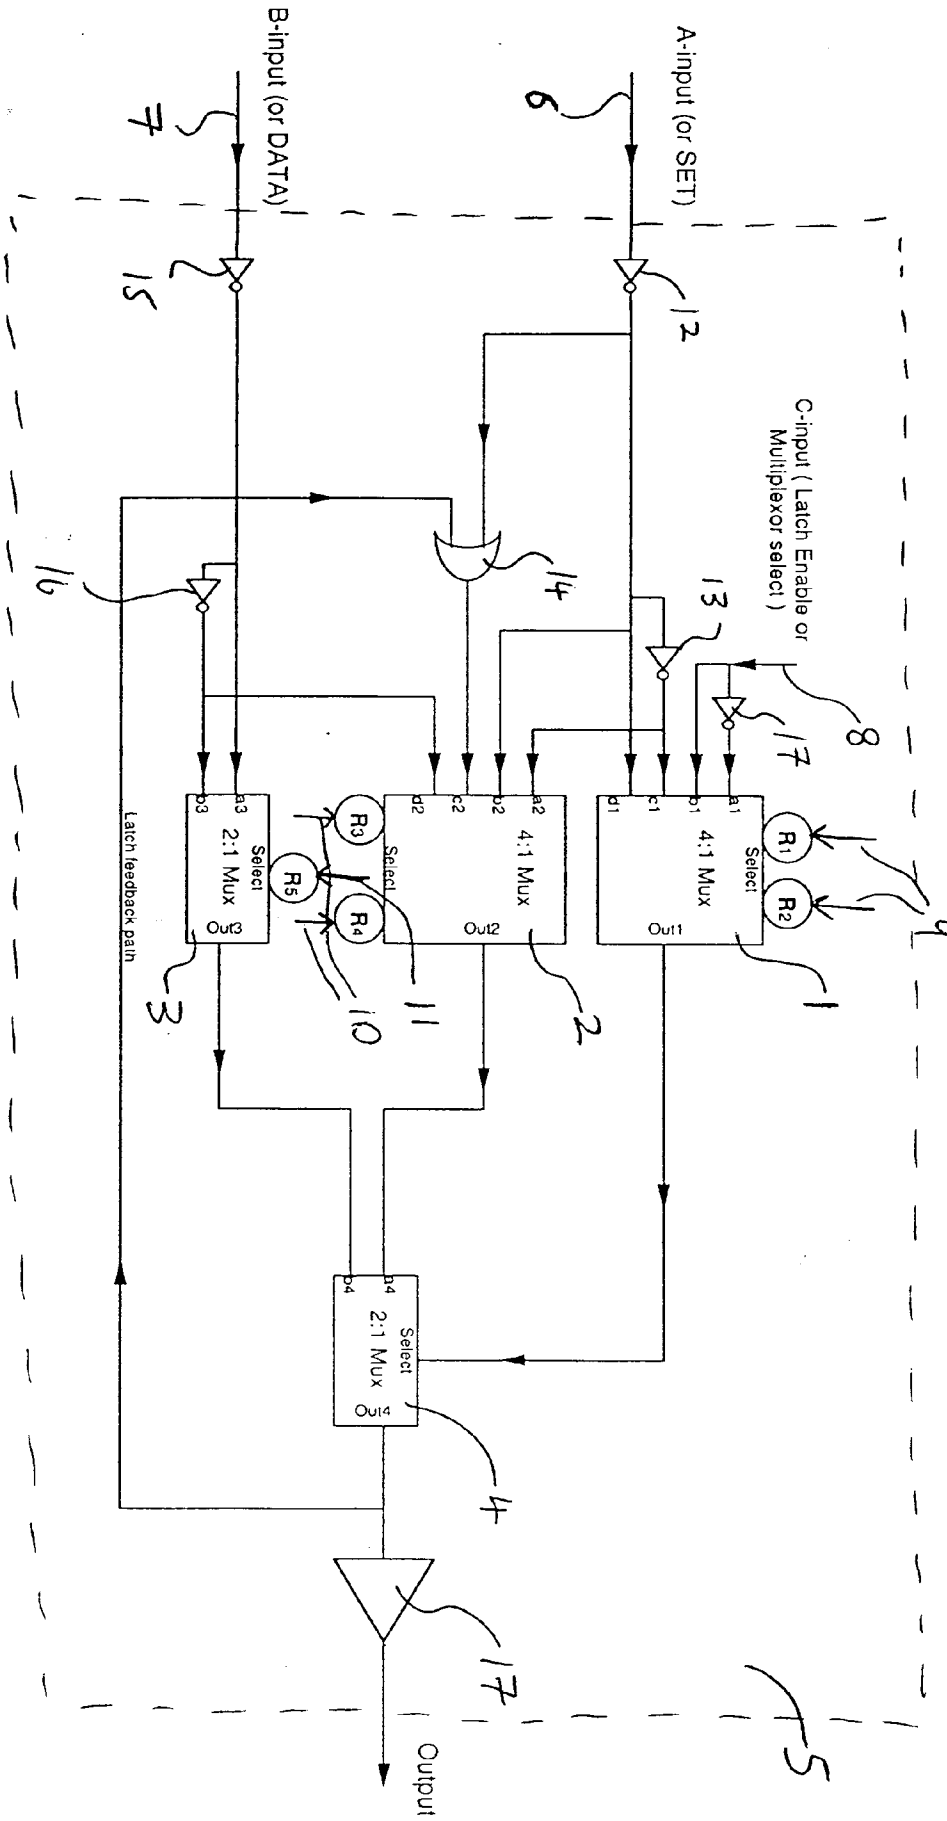 A-input (or SET)
6
B-input (or DATA)
7
12
15
C-input ( Latch Enable or
Multiplexor select )
8
17
13
14
16
a1
b1
c1
d1
4:1 Mux
Select
Out1
R1
R2
9
1
a2
b2
c2
d2
4:1 Mux
Select
Out2
R3
R4
10
2
a3
b3
2:1 Mux
Select
Out3
R5
11
3
a4
b4
2:1 Mux
Select
Out4
4
Latch feedback path
17
Output
5